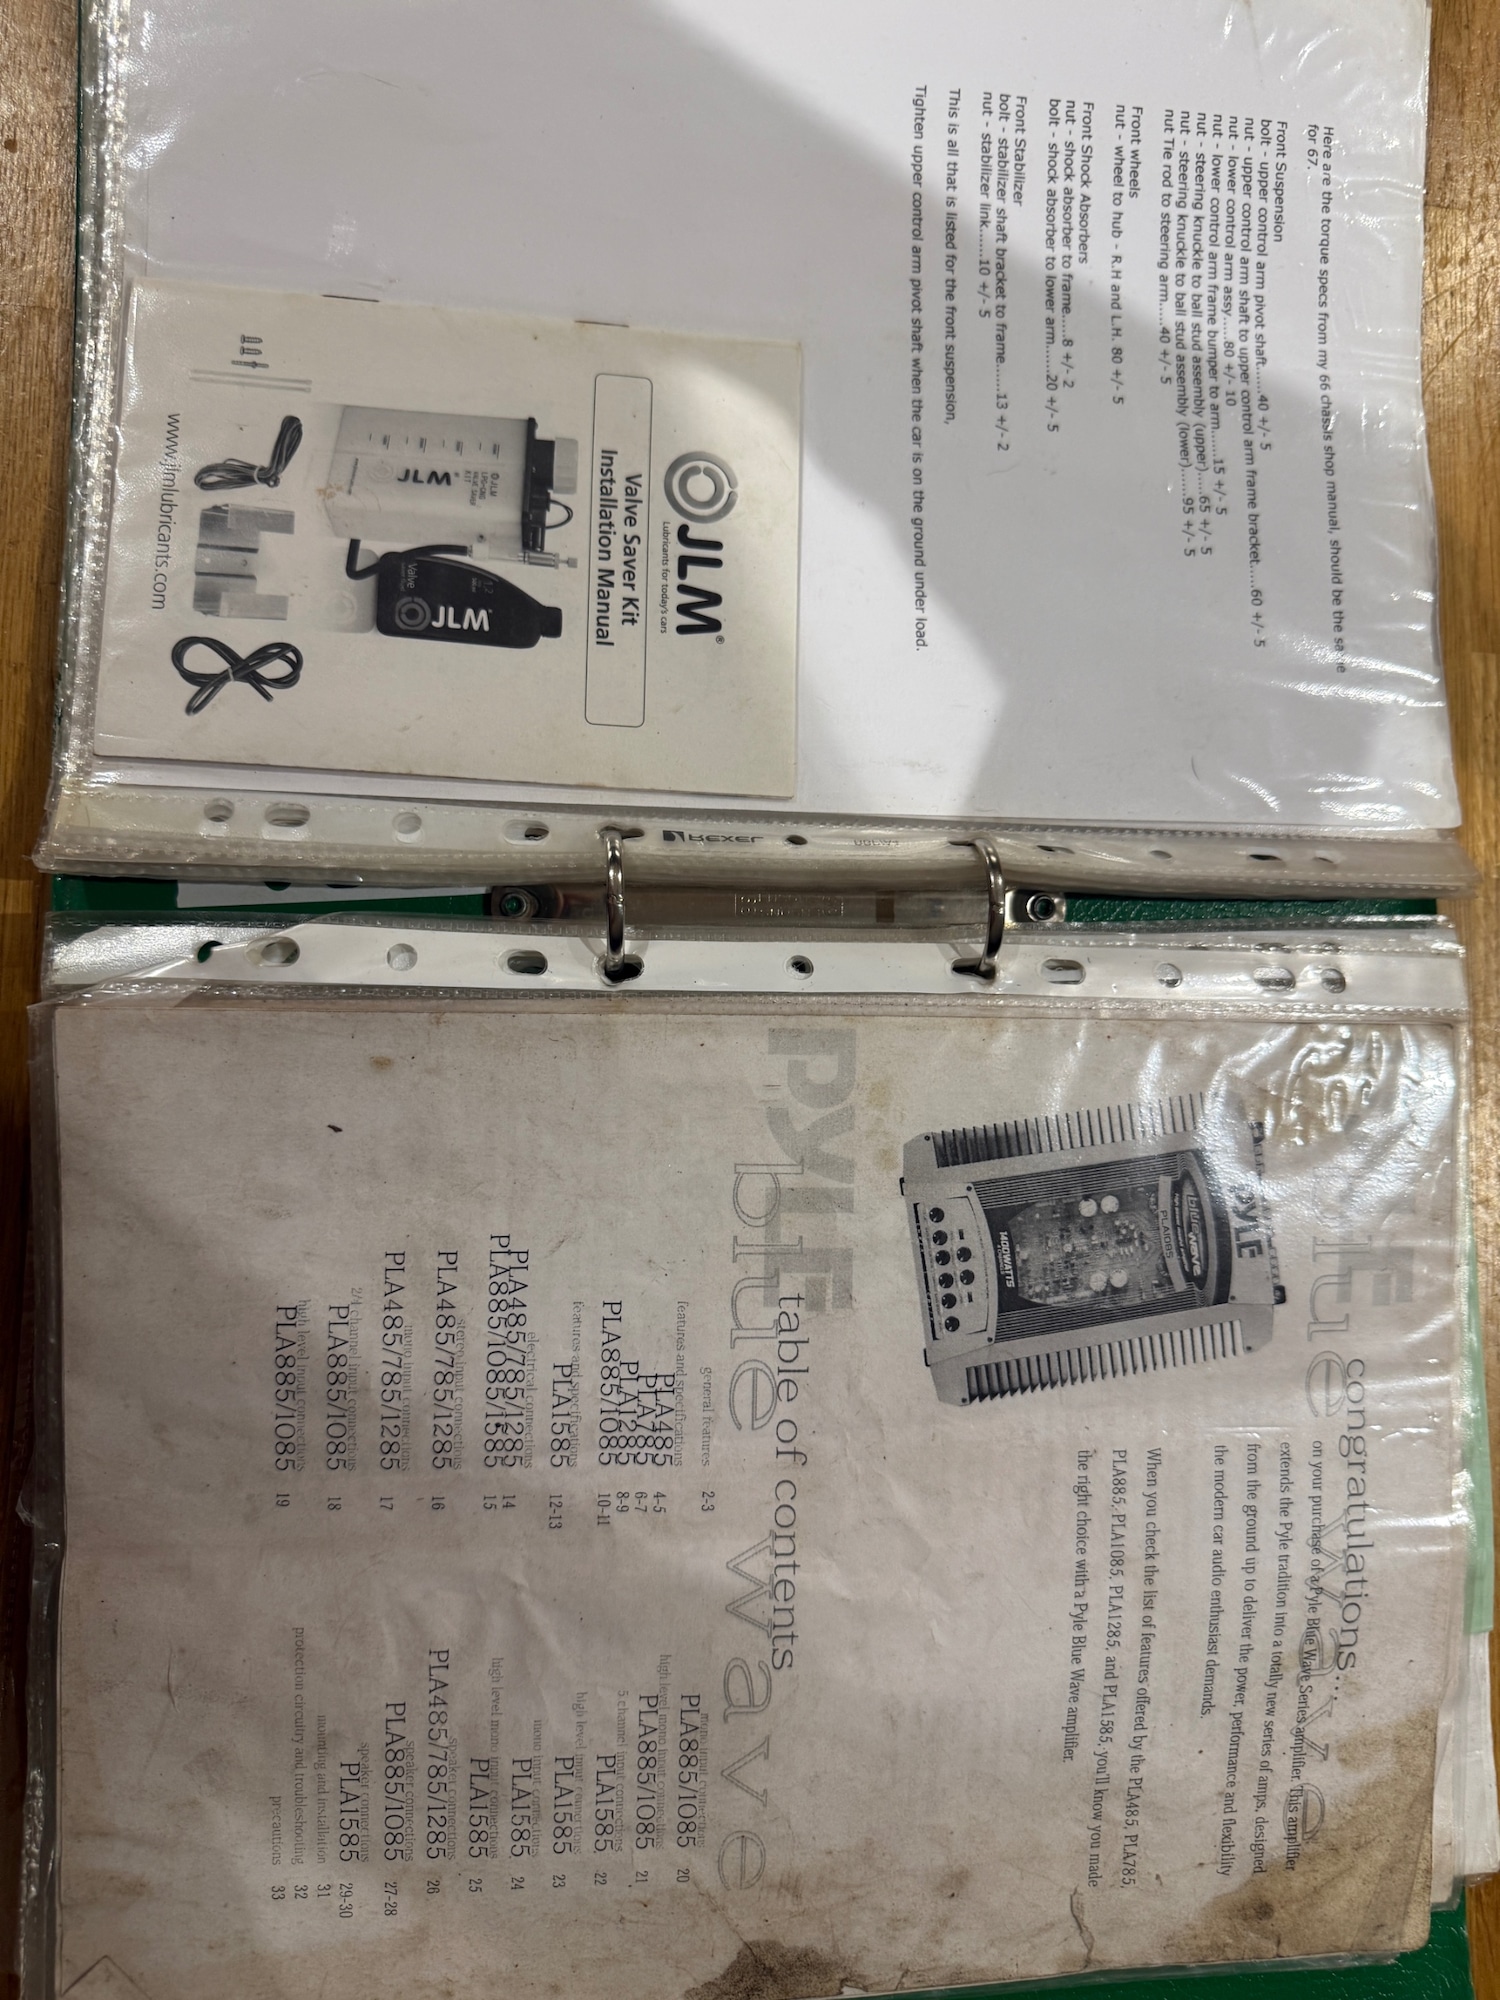 Here are the torque specs from my 66 chassis shop manual, should be the same
for 67.
Front Suspension
bolt - upper control arm pivot shaft......40 +/- 5
nut - upper control arm shaft to upper control arm frame bracket.....60 +/- 5
nut - lower control arm assy.....80 +/- 10
nut - lower control arm frame bumper to arm......15 +/- 5
nut - steering knuckle to ball stud assembly (upper)....65 +/- 5
nut - steering knuckle to ball stud assembly (lower)......95 +/- 5
nut Tie rod to steering arm.....40 +/- 5
Front wheels
nut - wheel to hub - R.H and L.H. 80 +/- 5
Front Shock Absorbers
nut - shock absorber to frame.....8 +/- 2
bolt - shock absorber to lower arm......20 +/- 5
Front Stabilizer
bolt - stabilizer shaft bracket to frame......13 +/- 2
nut - stabilizer link......10 +/- 5
This is all that is listed for the front suspension,
Tighten upper control arm pivot shaft when the car is on the ground under load.
JLM®
Lubricants for today's cars
Valve Saver Kit
Installation Manual
JLM®
JLM
KIT
Valve
JLM
www.jlmlubricants.com
REXEL
blue wave
congratulations...
on your purchase of a Pyle Blue Wave Series amplifier. This amplifier
extends the Pyle tradition into a totally new series of amps, designed
from the ground up to deliver the power, performance and flexibility
the modern car audio enthusiast demands.
When you check the list of features offered by the PLA485, PLA785,
PLA885, PLA1085, PLA1285, and PLA1585, you'll know you made
the right choice with a Pyle Blue Wave amplifier.
PYLE
blue wave
PLA1085
1400WATTS
PYLE
blue wave
table of contents
general features 2-3
features and specifications
PLA485 4-5
PLA785 6-7
PLA1285 8-9
PLA885/1085 10-11
features and specifications
PLA1585 12-13
electrical connections
PLA485/785/1285 14
PLA885/1085/1585 15
stereo input connections
PLA485/785/1285 16
mono input connections
PLA485/785/1285 17
2/4 channel input connections
PLA885/1085 18
high level input connections
PLA885/1085 19
mono input connections
PLA885/1085 20
high level mono input connections
PLA885/1085 21
5 channel input connections
PLA1585 22
high level input connections
PLA1585 23
mono input connections
PLA1585 24
high level mono input connections
PLA1585 25
speaker connections
PLA485/785/1285 26
speaker connections
PLA885/1085 27-28
speaker connections
PLA1585 29-30
mounting and installation 31
protection circuitry and troubleshooting 32
precautions 33